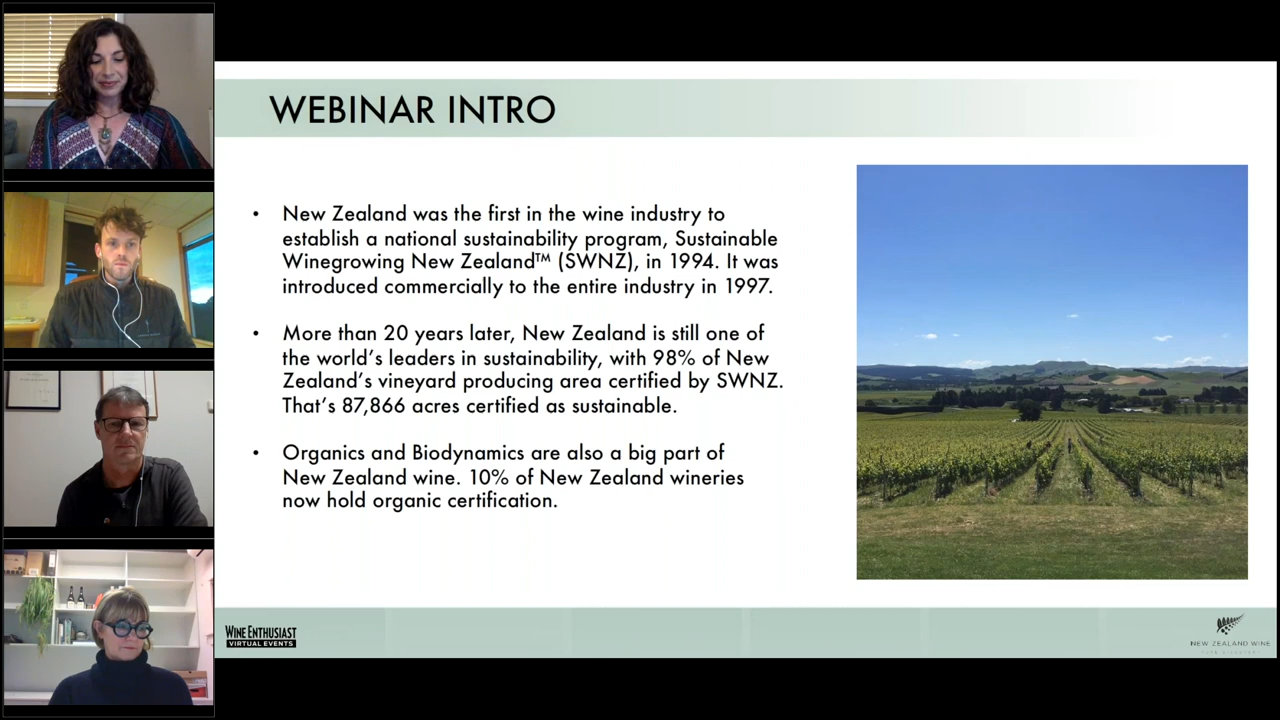 WEBINAR INTRO
• New Zealand was the first in the wine industry to
establish a national sustainability program, Sustainable
Winegrowing New Zealand™ (SWNZ), in 1994. It was
introduced commercially to the entire industry in 1997.
• More than 20 years later, New Zealand is still one of
the world's leaders in sustainability, with 98% of New
Zealand's vineyard producing area certified by SWNZ.
That's 87,866 acres certified as sustainable.
• Organics and Biodynamics are also a big part of
New Zealand wine. 10% of New Zealand wineries
now hold organic certification.
WINE ENTHUSIAST
VIRTUAL EVENTS
NEW ZEALAND WINE